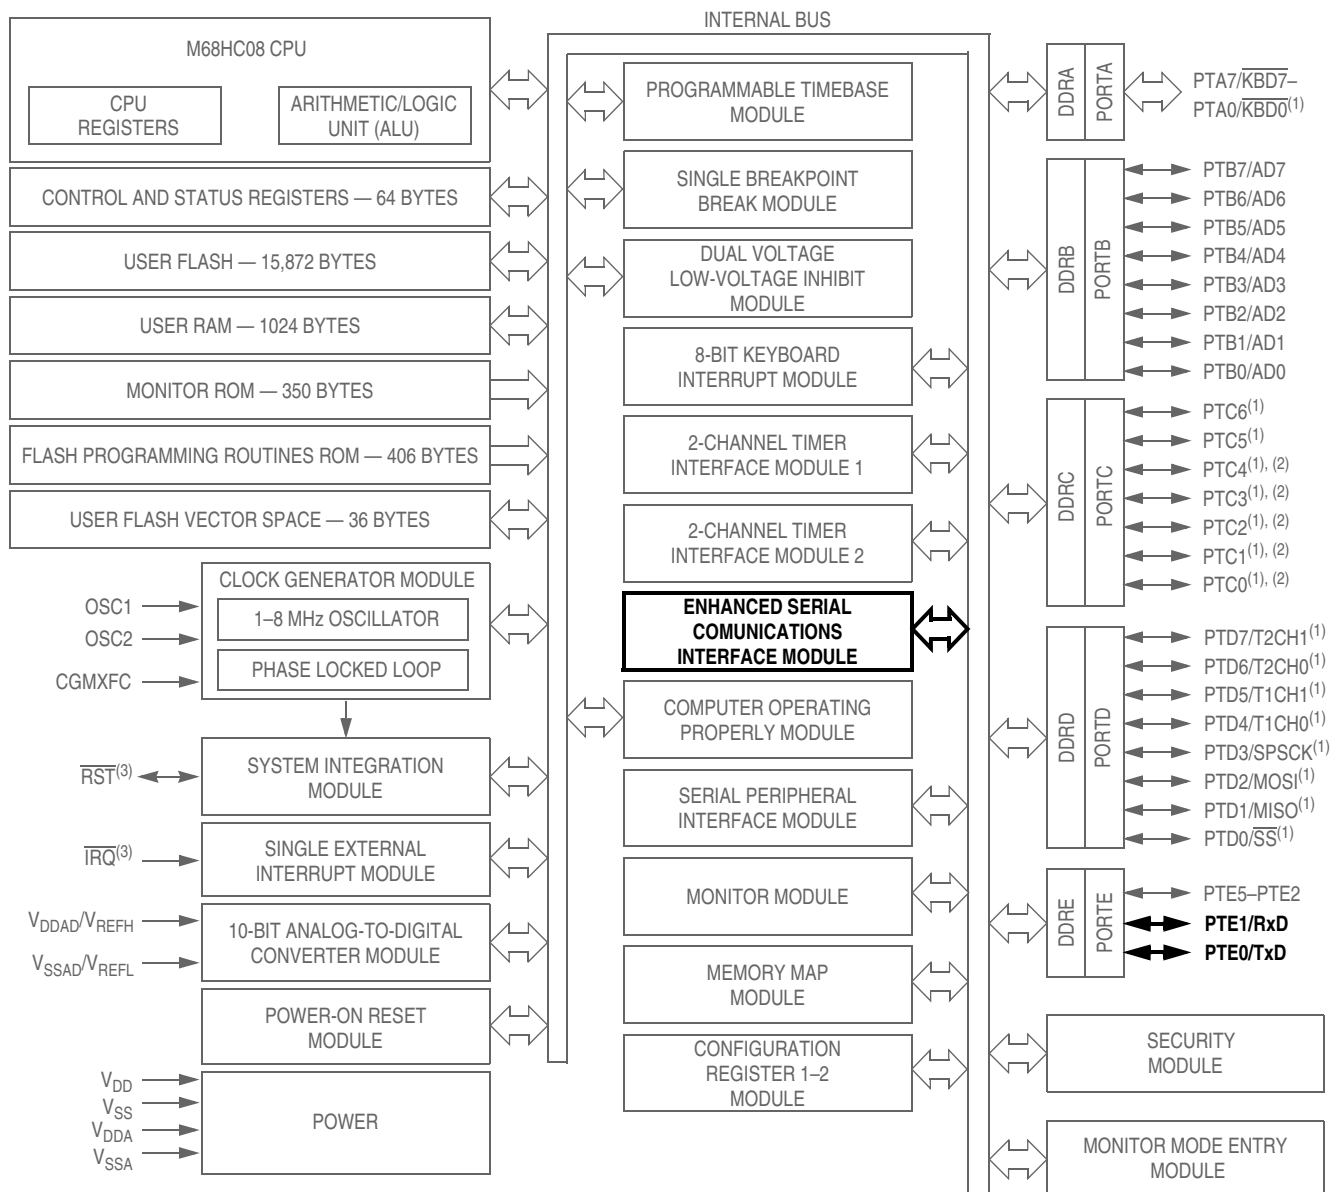 INTERNAL BUS
M68HC08 CPU
CPU
REGISTERS
ARITHMETIC/LOGIC
UNIT (ALU)
CONTROL AND STATUS REGISTERS — 64 BYTES
USER FLASH — 15,872 BYTES
USER RAM — 1024 BYTES
MONITOR ROM — 350 BYTES
FLASH PROGRAMMING ROUTINES ROM — 406 BYTES
USER FLASH VECTOR SPACE — 36 BYTES
CLOCK GENERATOR MODULE
1–8 MHz OSCILLATOR
PHASE LOCKED LOOP
OSC1
OSC2
CGMXFC
SYSTEM INTEGRATION
MODULE
RST(3)
SINGLE EXTERNAL
INTERRUPT MODULE
IRQ(3)
10-BIT ANALOG-TO-DIGITAL
CONVERTER MODULE
VDDAD/VREFH
VSSAD/VREFL
POWER-ON RESET
MODULE
POWER
VDD
VSS
VDDA
VSSA
PROGRAMMABLE TIMEBASE
MODULE
SINGLE BREAKPOINT
BREAK MODULE
DUAL VOLTAGE
LOW-VOLTAGE INHIBIT
MODULE
8-BIT KEYBOARD
INTERRUPT MODULE
2-CHANNEL TIMER
INTERFACE MODULE 1
2-CHANNEL TIMER
INTERFACE MODULE 2
ENHANCED SERIAL
COMUNICATIONS
INTERFACE MODULE
COMPUTER OPERATING
PROPERLY MODULE
SERIAL PERIPHERAL
INTERFACE MODULE
MONITOR MODULE
MEMORY MAP
MODULE
CONFIGURATION
REGISTER 1–2
MODULE
DDRA
PORTA
PTA7/KBD7–
PTA0/KBD0(1)
DDRB
PORTB
PTB7/AD7
PTB6/AD6
PTB5/AD5
PTB4/AD4
PTB3/AD3
PTB2/AD2
PTB1/AD1
PTB0/AD0
DDRC
PORTC
PTC6(1)
PTC5(1)
PTC4(1), (2)
PTC3(1), (2)
PTC2(1), (2)
PTC1(1), (2)
PTC0(1), (2)
DDRD
PORTD
PTD7/T2CH1(1)
PTD6/T2CH0(1)
PTD5/T1CH1(1)
PTD4/T1CH0(1)
PTD3/SPSCK(1)
PTD2/MOSI(1)
PTD1/MISO(1)
PTD0/SS(1)
DDRE
PORTE
PTE5–PTE2
PTE1/RxD
PTE0/TxD
SECURITY
MODULE
MONITOR MODE ENTRY
MODULE